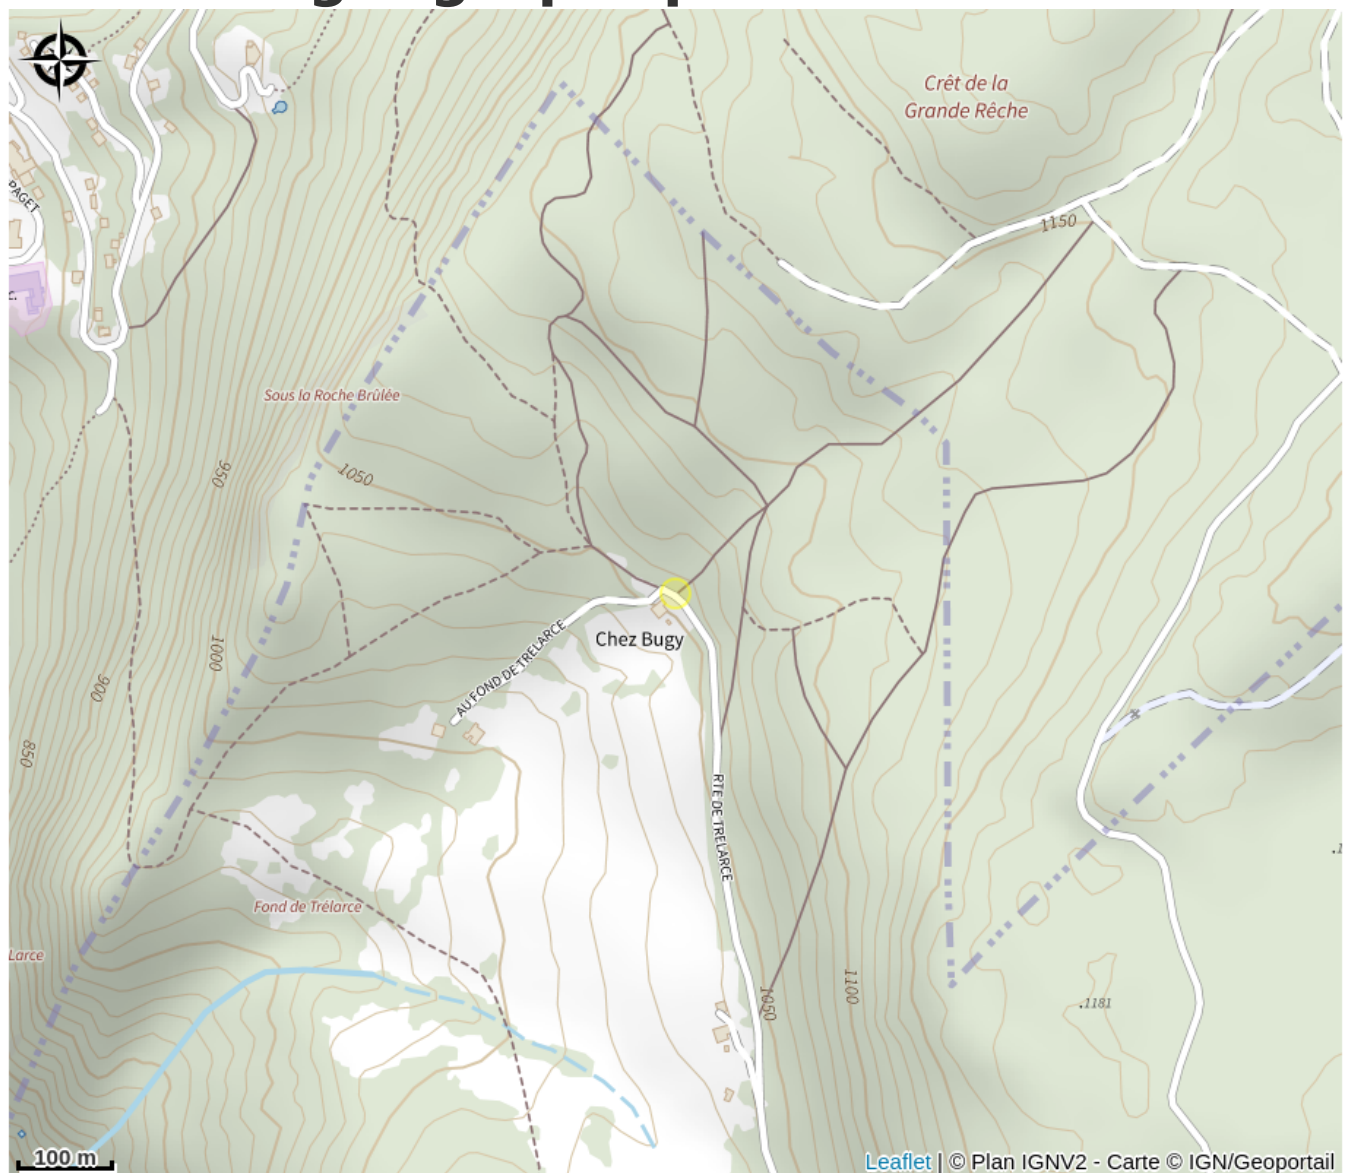 Crêt de la
Grande Rêche
PAGET
1150
Sous la Roche Brûlée
950
1050
Chez Bugy
AU FOND DE TRELARCE
1000
900
850
RTE DE TRELARCE
Fond de Trélarce
Larce
1050
1100
.1181
100 m
Leaflet | © Plan IGNV2 - Carte © IGN/Geoportail